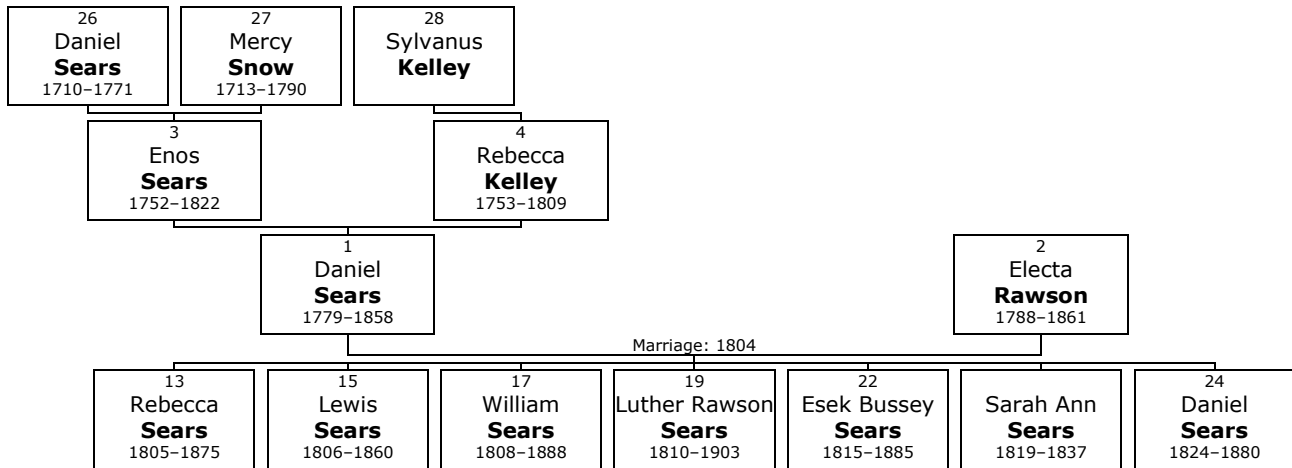 26
Daniel
Sears
1710–1771
27
Mercy
Snow
1713–1790
28
Sylvanus
Kelley
3
Enos
Sears
1752–1822
4
Rebecca
Kelley
1753–1809
1
Daniel
Sears
1779–1858
2
Electa
Rawson
1788–1861
Marriage: 1804
13
Rebecca
Sears
1805–1875
15
Lewis
Sears
1806–1860
17
William
Sears
1808–1888
19
Luther Rawson
Sears
1810–1903
22
Esek Bussey
Sears
1815–1885
Sarah Ann
Sears
1819–1837
24
Daniel
Sears
1824–1880